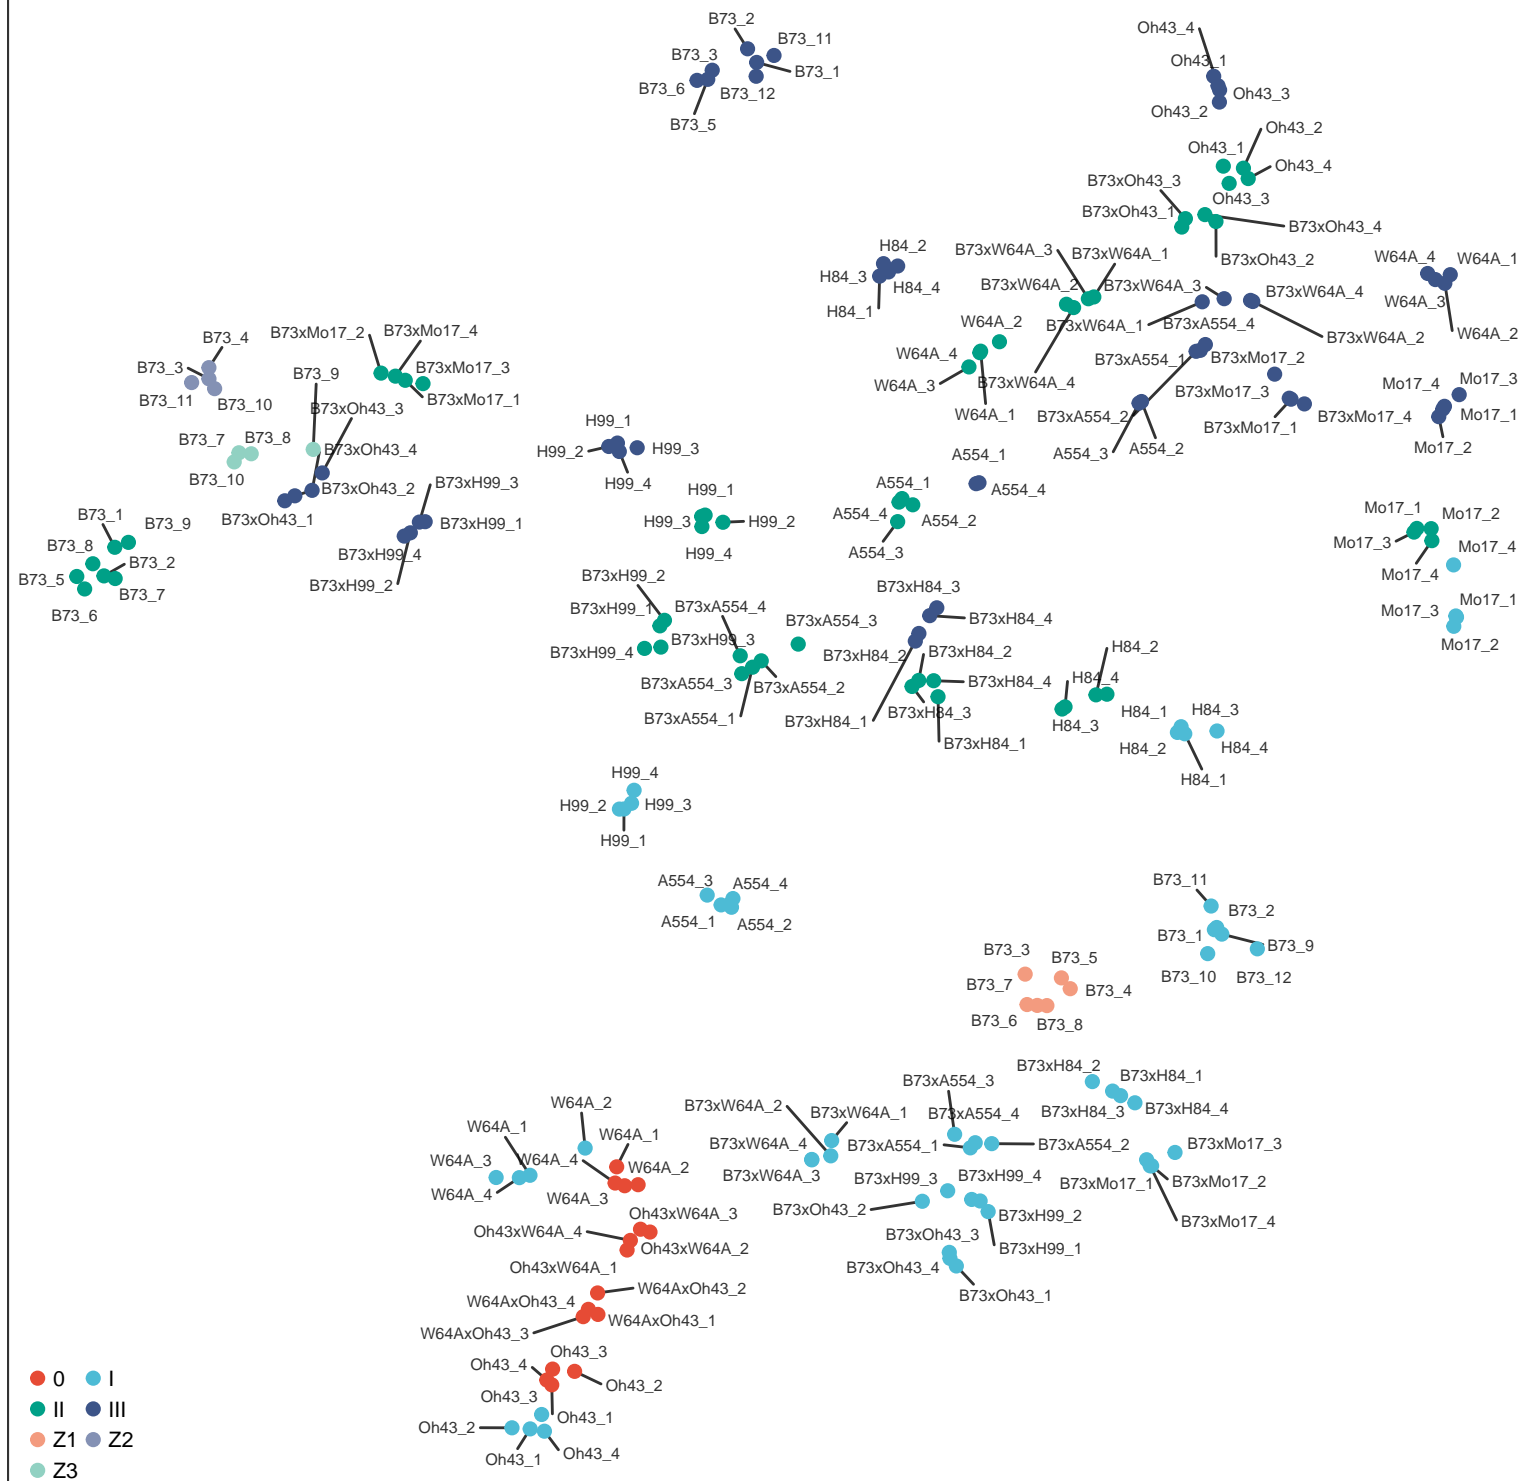 B73_2
B73_11
B73_3
B73_1
B73_6
B73_12
B73_5
Oh43_4
Oh43_1
Oh43_3
Oh43_2
Oh43_2
Oh43_1
Oh43_4
B73xOh43_3
Oh43_3
B73xOh43_1
B73xOh43_4
B73xOh43_2
H84_2
H84_3
H84_4
H84_1
B73xW64A_3
B73xW64A_1
B73xW64A_2
B73xW64A_3
B73xW64A_4
W64A_4
W64A_1
W64A_3
W64A_2
W64A_2
B73xW64A_1
B73xA554_4
B73xW64A_2
W64A_4
W64A_3
B73xW64A_4
W64A_1
B73xA554_1
B73xMo17_2
B73xMo17_3
B73xA554_2
B73xMo17_1
B73xMo17_4
Mo17_4
Mo17_3
Mo17_1
Mo17_2
A554_3
A554_2
B73_4
B73_3
B73_11
B73_10
B73xMo17_2
B73xMo17_4
B73xMo17_3
B73xMo17_1
B73_9
B73xOh43_3
B73_7
B73_8
B73_10
B73xOh43_4
B73xOh43_2
B73xOh43_1
B73xH99_3
B73xH99_1
B73xH99_4
B73xH99_2
B73_1
B73_9
B73_8
B73_2
B73_5
B73_7
B73_6
H99_1
H99_2
H99_3
H99_4
H99_1
H99_3
H99_2
H99_4
A554_1
A554_4
A554_1
A554_4
A554_2
A554_3
Mo17_1
Mo17_2
Mo17_3
Mo17_4
Mo17_4
Mo17_1
Mo17_3
Mo17_2
B73xH99_2
B73xH99_1
B73xA554_4
B73xH99_3
B73xH99_4
B73xA554_3
B73xA554_3
B73xA554_2
B73xA554_1
B73xH84_3
B73xH84_4
B73xH84_2
B73xH84_2
B73xH84_4
B73xH84_3
B73xH84_1
B73xH84_1
H84_2
H84_4
H84_3
H84_1
H84_3
H84_2
H84_4
H84_1
H99_4
H99_2
H99_3
H99_1
A554_3
A554_4
A554_1
A554_2
B73_11
B73_2
B73_1
B73_9
B73_10
B73_12
B73_3
B73_5
B73_7
B73_4
B73_6
B73_8
B73xH84_2
B73xH84_1
B73xH84_3
B73xH84_4
B73xA554_3
B73xA554_4
B73xA554_1
B73xA554_2
B73xW64A_2
B73xW64A_1
B73xW64A_4
B73xW64A_3
B73xMo17_3
B73xMo17_1
B73xMo17_2
B73xMo17_4
B73xH99_3
B73xH99_4
B73xOh43_2
B73xH99_2
B73xH99_1
B73xOh43_3
B73xOh43_4
B73xOh43_1
W64A_2
W64A_1
W64A_1
W64A_3
W64A_4
W64A_2
W64A_4
W64A_3
Oh43xW64A_3
Oh43xW64A_4
Oh43xW64A_2
Oh43xW64A_1
W64AxOh43_2
W64AxOh43_4
W64AxOh43_1
W64AxOh43_3
Oh43_3
Oh43_4
Oh43_2
Oh43_3
Oh43_1
Oh43_2
Oh43_1
Oh43_4
0
I
II
III
Z1
Z2
Z3